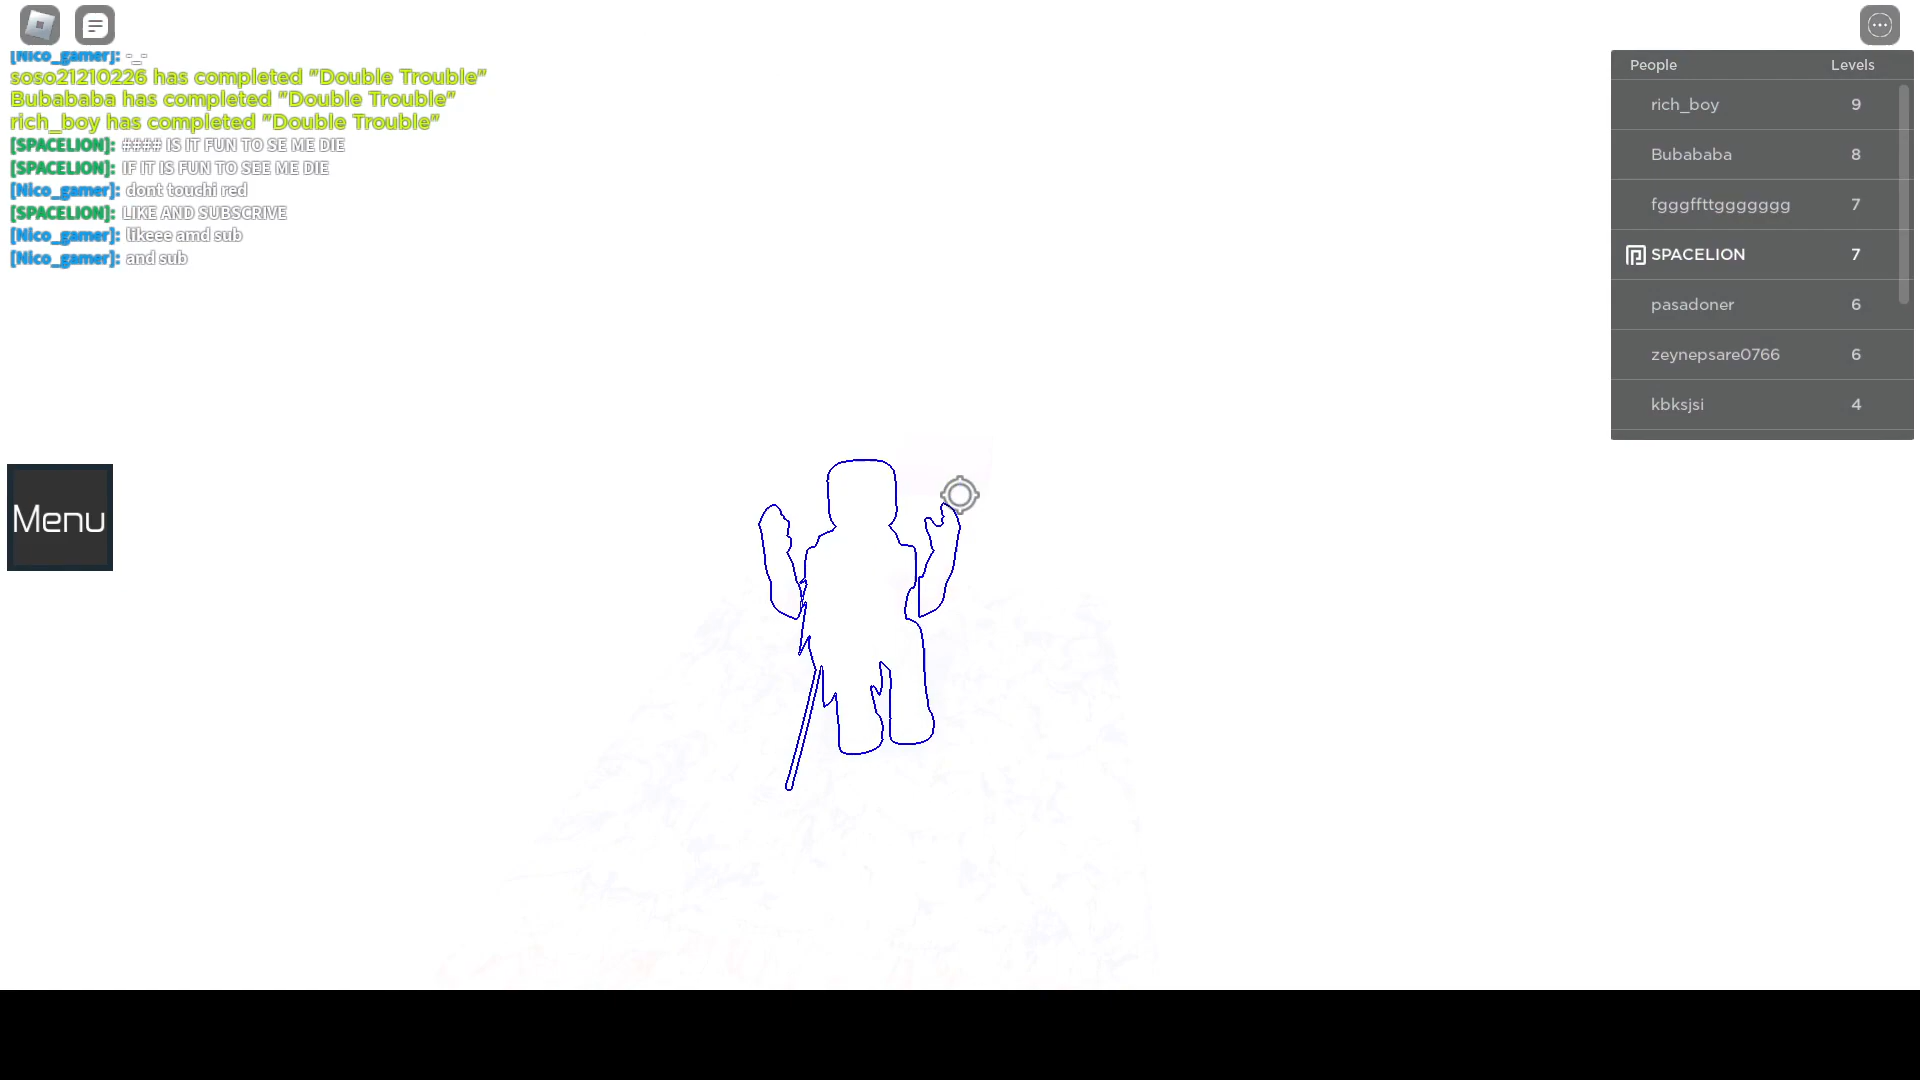 [Nico_gamer]: -_-
soso21210226 has completed "Double Trouble"
Bubababa has completed "Double Trouble"
rich_boy has completed "Double Trouble"
[SPACELION]: #### IS IT FUN TO SE ME DIE
[SPACELION]: IF IT IS FUN TO SEE ME DIE
[Nico_gamer]: dont touchi red
[SPACELION]: LIKE AND SUBSCRIVE
[Nico_gamer]: likeee amd sub
[Nico_gamer]: and sub
Menu
People Levels
rich_boy 9
Bubababa 8
fgggffttggggggg 7
SPACELION 7
pasadoner 6
zeynepsare0766 6
kbksjsi 4